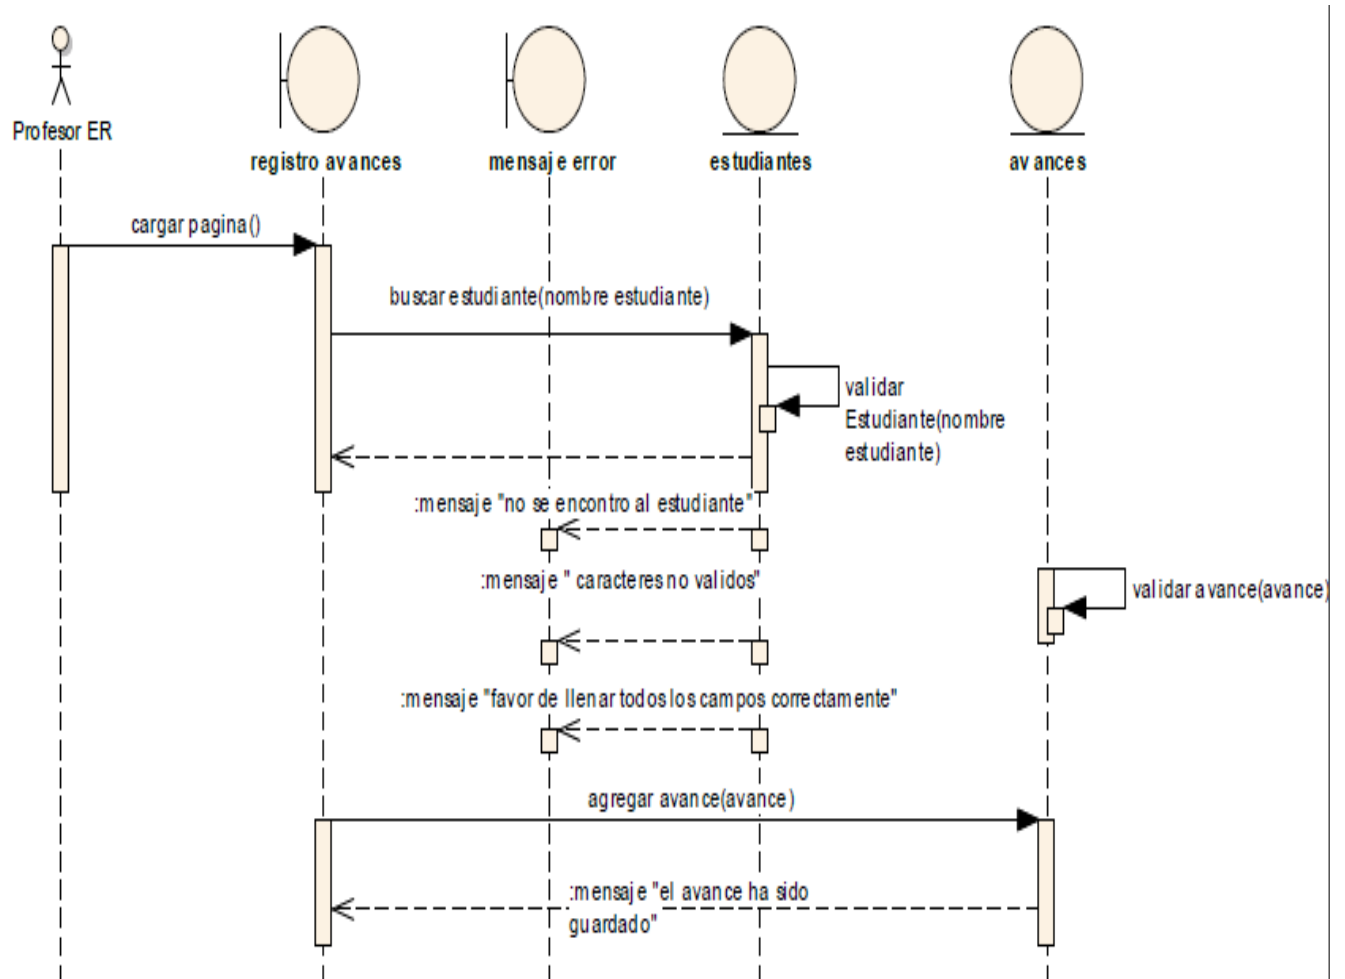 Profesor ER
registro avances
mensaje error
estudiantes
avances
cargar pagina()
buscar estudiante(nombre estudiante)
validar
Estudiante(nombre
estudiante)
:mensaje "no se encontro al estudiante"
:mensaje " caracteres no validos"
validar avance(avance)
:mensaje "favor de llenar todos los campos correctamente"
agregar avance(avance)
:mensaje "el avance ha sido
guardado"